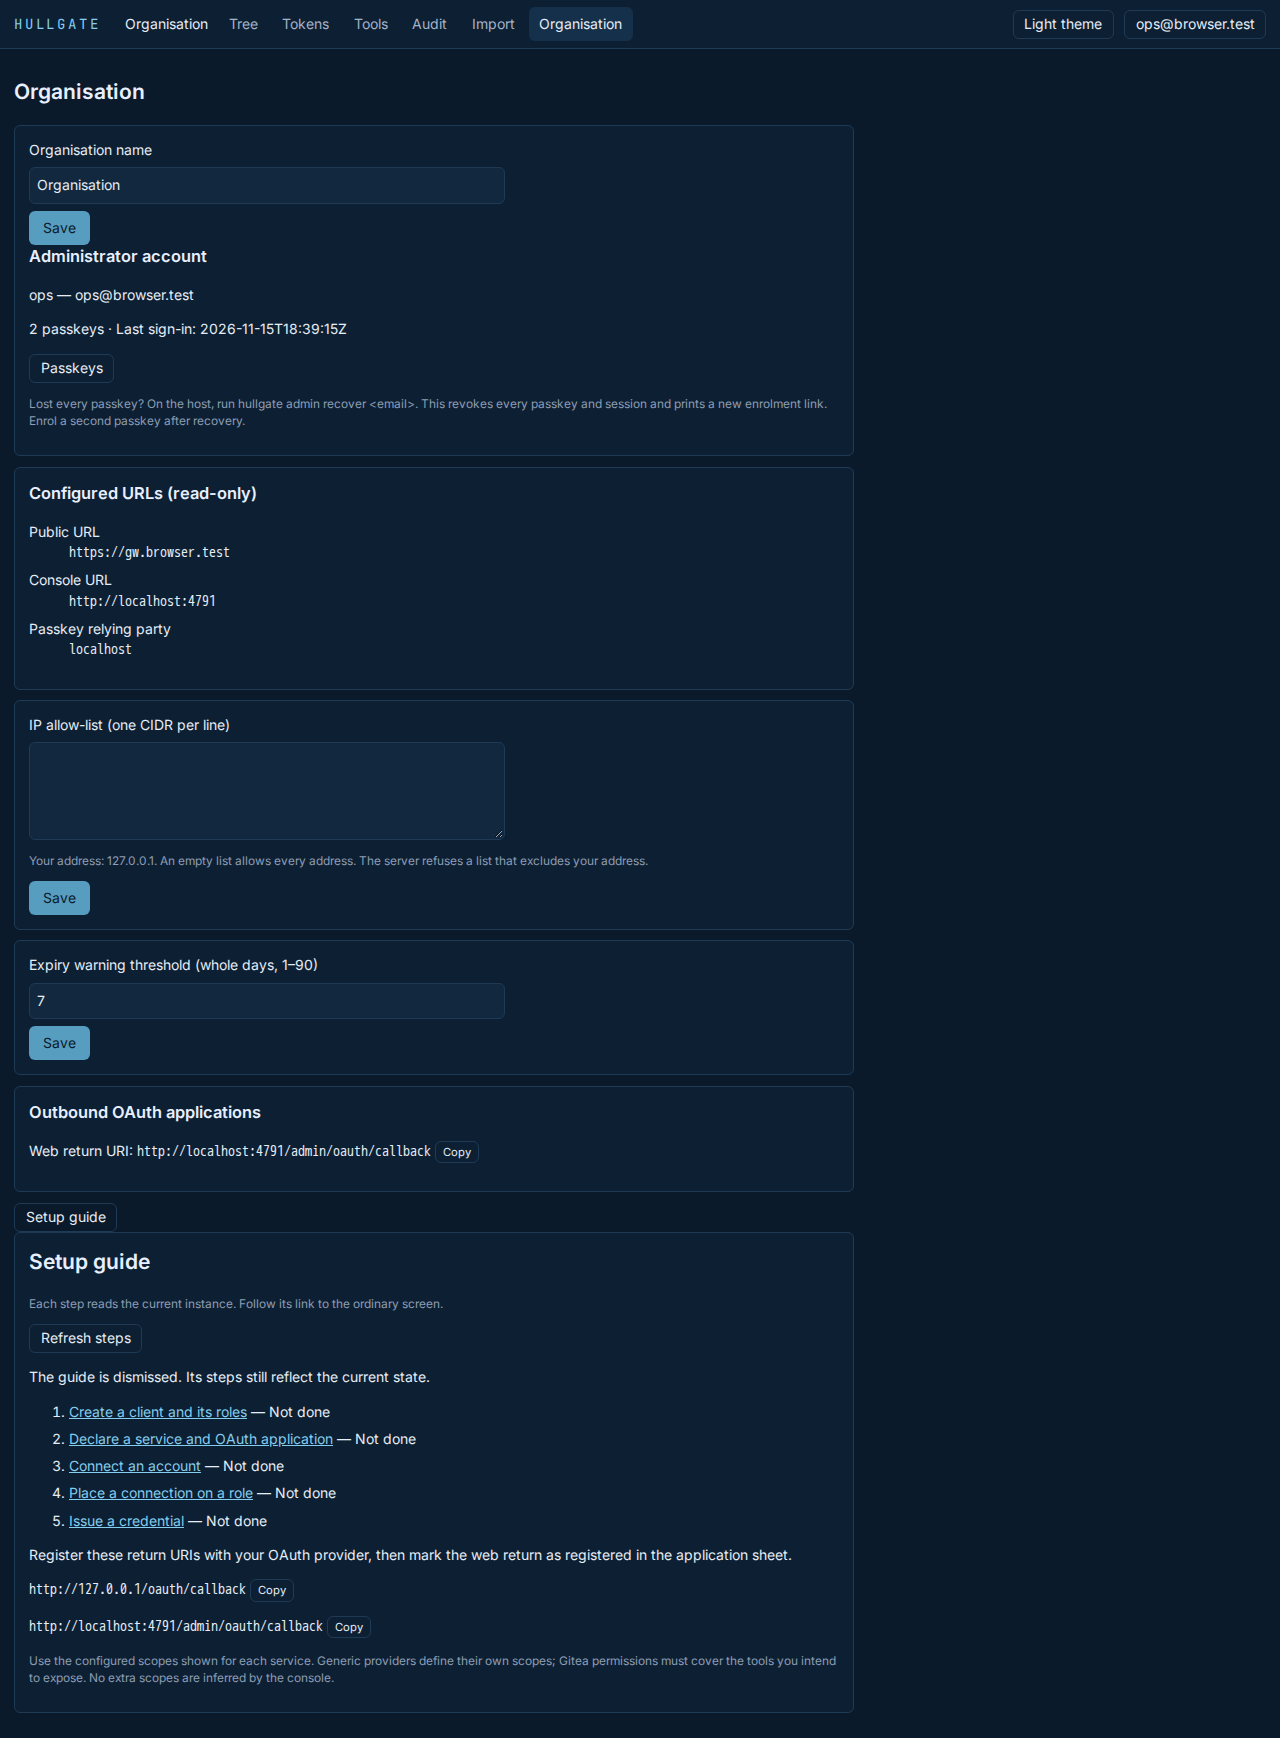 HULLGATE Organisation Tree Tokens Tools Audit Import Organisation Light theme ops@browser.test
Organisation
Organisation name
Organisation
Save
Administrator account
ops — ops@browser.test
2 passkeys · Last sign-in: 2026-11-15T18:39:15Z
Passkeys
Lost every passkey? On the host, run hullgate admin recover <email>. This revokes every passkey and session and prints a new enrolment link.
Enrol a second passkey after recovery.
Configured URLs (read-only)
Public URL
https://gw.browser.test
Console URL
http://localhost:4791
Passkey relying party
localhost
IP allow-list (one CIDR per line)
Your address: 127.0.0.1. An empty list allows every address. The server refuses a list that excludes your address.
Save
Expiry warning threshold (whole days, 1–90)
7
Save
Outbound OAuth applications
Web return URI: http://localhost:4791/admin/oauth/callback Copy
Setup guide
Setup guide
Each step reads the current instance. Follow its link to the ordinary screen.
Refresh steps
The guide is dismissed. Its steps still reflect the current state.
1. Create a client and its roles — Not done
2. Declare a service and OAuth application — Not done
3. Connect an account — Not done
4. Place a connection on a role — Not done
5. Issue a credential — Not done
Register these return URIs with your OAuth provider, then mark the web return as registered in the application sheet.
http://127.0.0.1/oauth/callback Copy
http://localhost:4791/admin/oauth/callback Copy
Use the configured scopes shown for each service. Generic providers define their own scopes; Gitea permissions must cover the tools you intend
to expose. No extra scopes are inferred by the console.